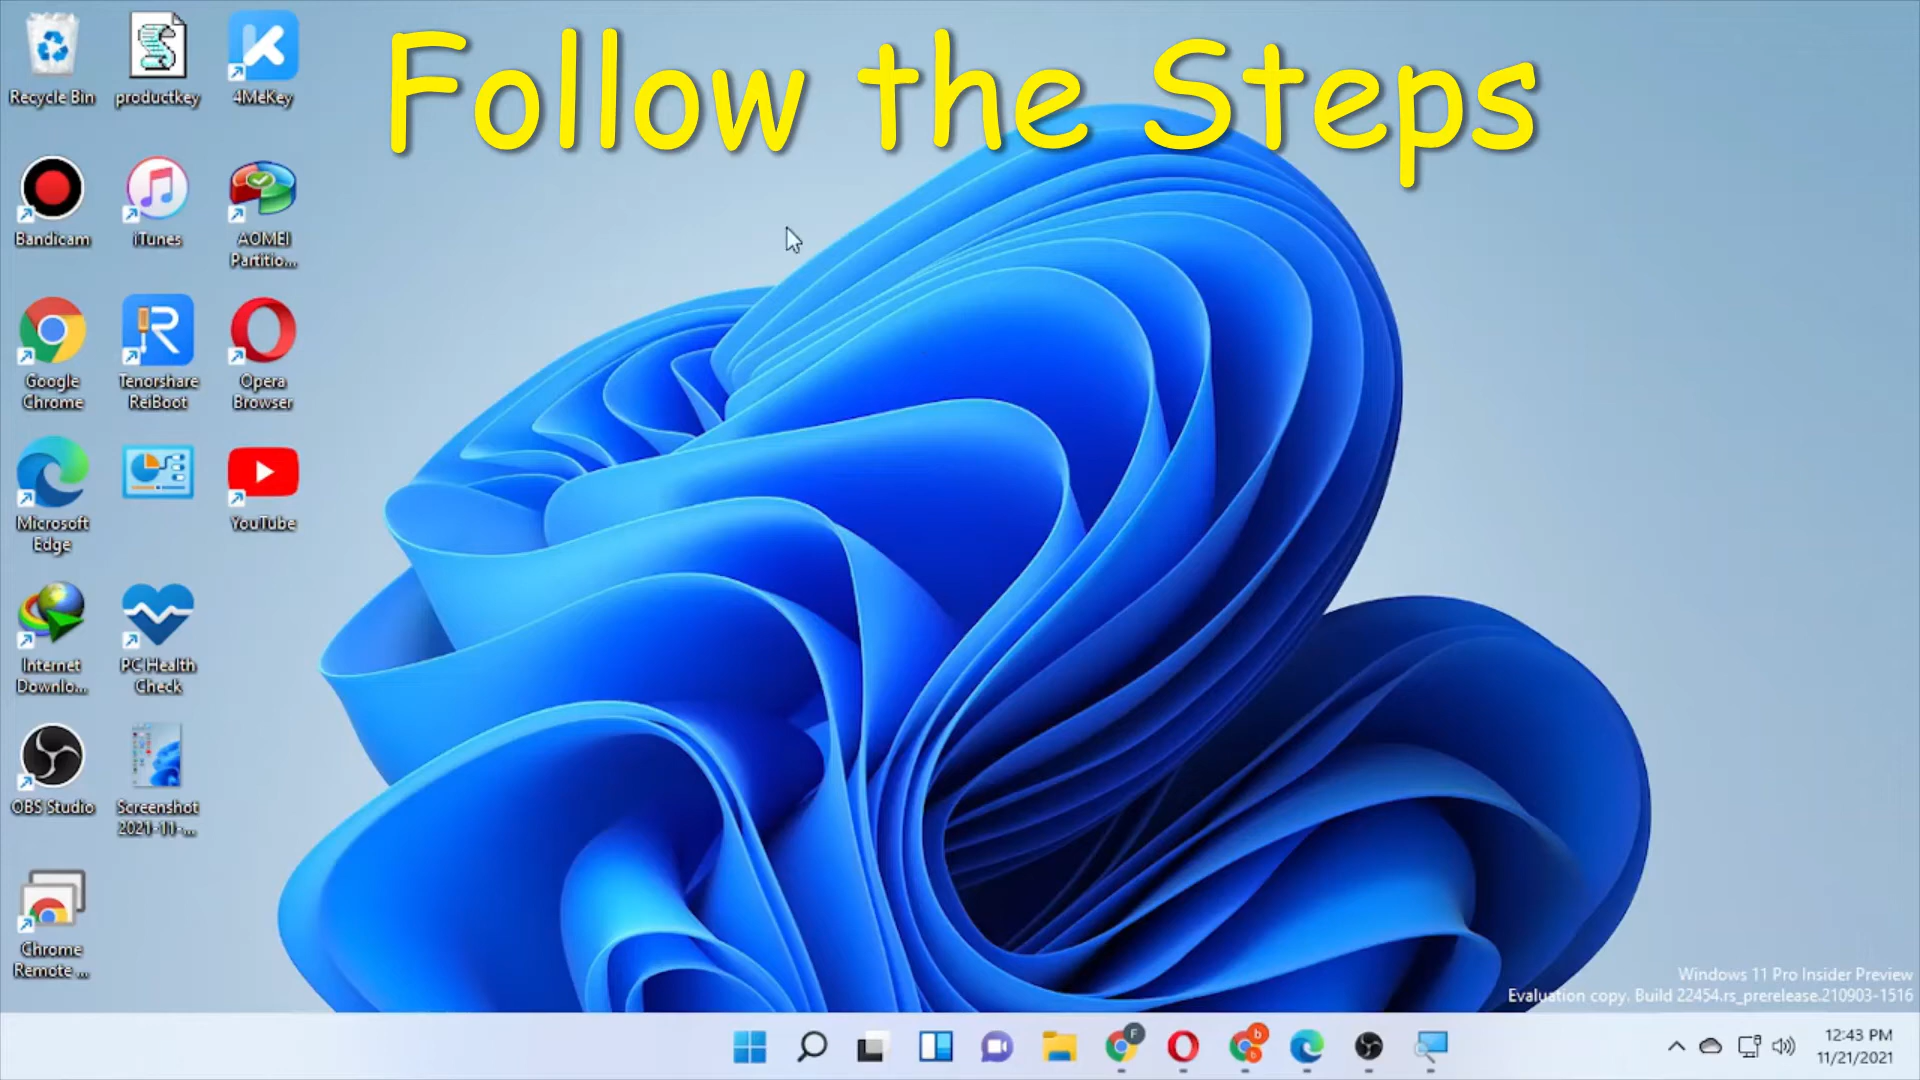 Follow the Steps
Recycle Bin
productkey
4MeKey
Bandicam
iTunes
AOMEI
Partitio...
Google
Chrome
Tenorshare
ReiBoot
Opera
Browser
Microsoft
Edge
YouTube
Internet
Downlo...
PC Health
Check
OBS Studio
Screenshot
2021-11-...
Chrome
Remote ...
Windows 11 Pro Insider Preview
Evaluation copy. Build 22454.rs_prerelease.210903-1516
F
b
b
12:43 PM
11/21/2021